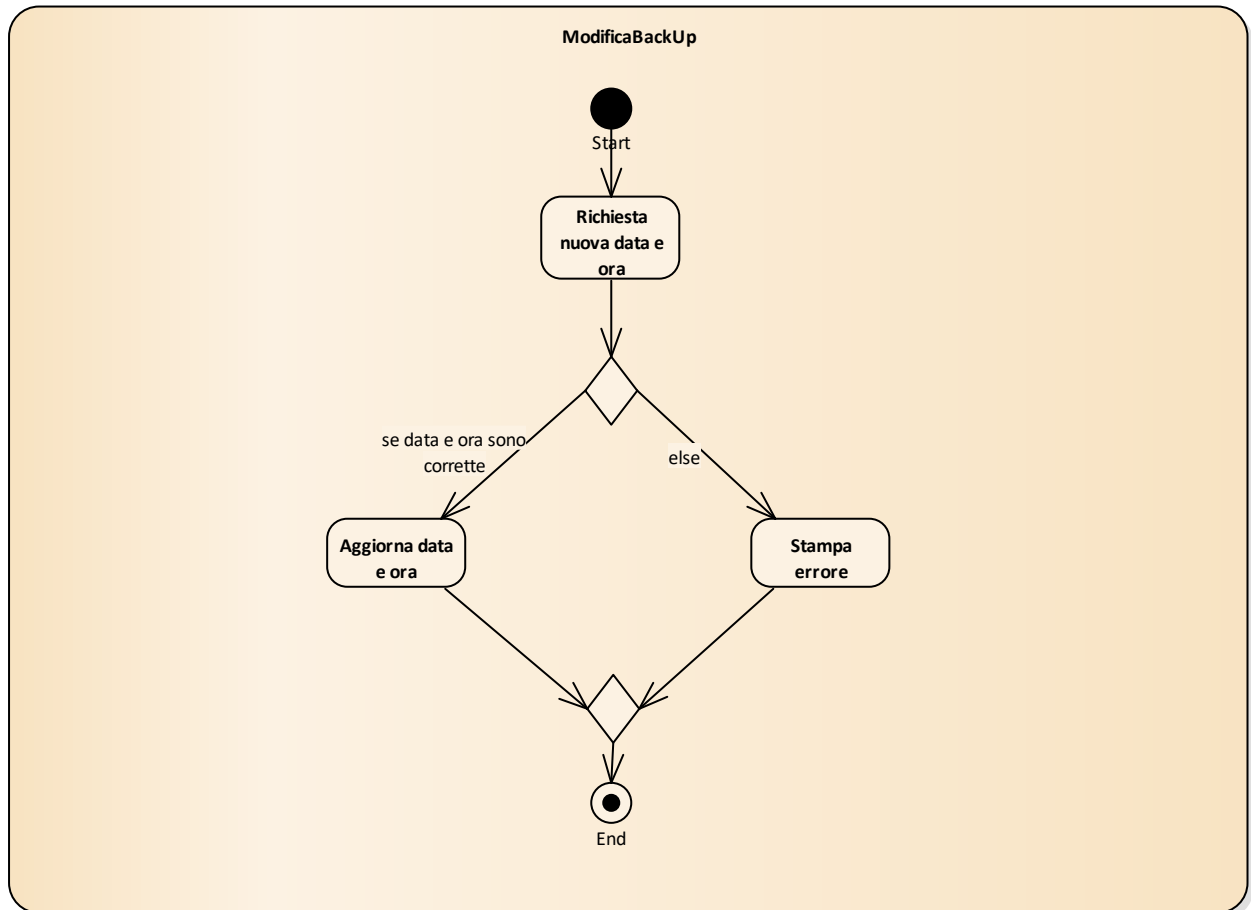 ModificaBackUp
Start
Richiesta
nuova data e
ora
se data e ora sono
corrette
else
Aggiorna data
e ora
Stampa
errore
End